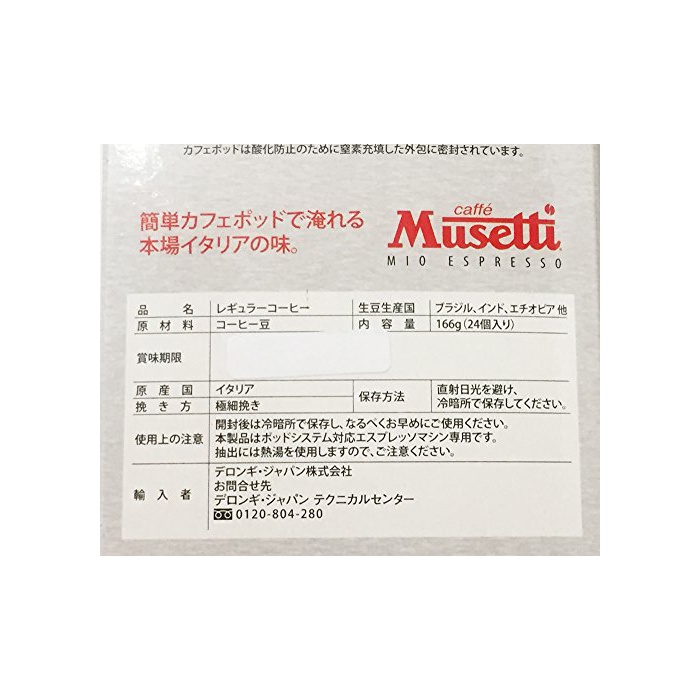 カフェポッドは酸化防止のために窒素充填した外包に密封されています。
簡単カフェポッドで淹れる
本場イタリアの味。
caffé
Musetti
MIO ESPRESSO
品名 レギュラーコーヒー 生豆生産国 ブラジル、インド、エチオピア 他
原材料 コーヒー豆 内容量 166g(24個入り)
賞味期限
原産国 イタリア 保存方法 直射日光を避け、
挽き方 極細挽き 冷暗所で保存してください。
使用上の注意 開封後は冷暗所で保存し、なるべくお早めにご使用ください。
本製品はポッドシステム対応エスプレッソマシン専用です。
抽出には熱湯を使用しますので、ご注意ください。
輸入者 デロンギ・ジャパン株式会社
お問合せ先
デロンギ・ジャパン テクニカルセンター
0120-804-280